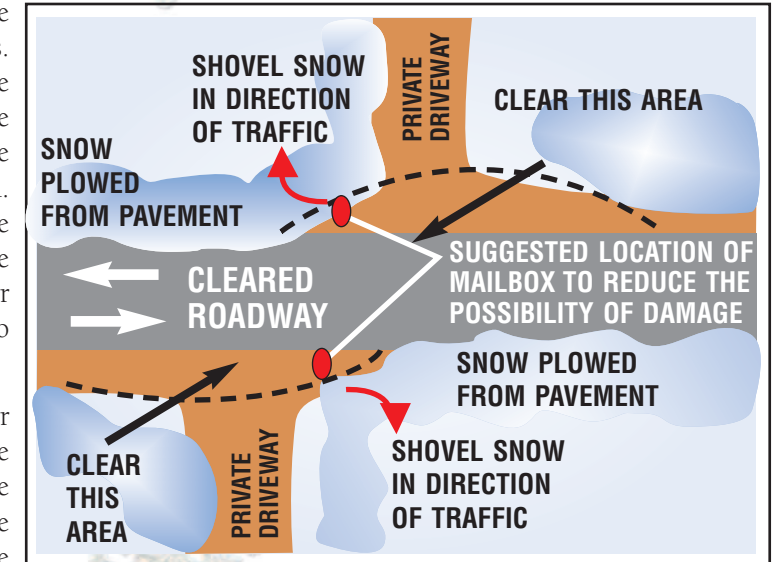 SHOVEL SNOW
IN DIRECTION
OF TRAFFIC
PRIVATE
DRIVEWAY
CLEAR THIS AREA
SNOW
PLOWED
FROM PAVEMENT
CLEARED
ROADWAY
SUGGESTED LOCATION OF
MAILBOX TO REDUCE THE
POSSIBILITY OF DAMAGE
SNOW PLOWED
FROM PAVEMENT
CLEAR
THIS
AREA
PRIVATE
DRIVEWAY
SHOVEL SNOW
IN DIRECTION
OF TRAFFIC